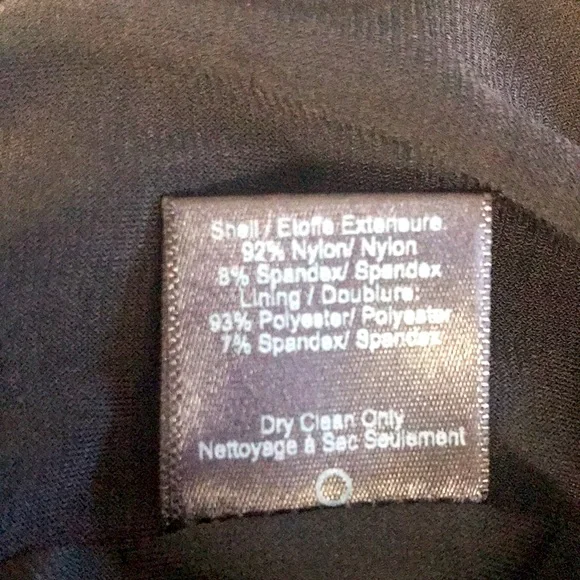 Shell / Etoffe Exterieure:
92% Nylon/ Nylon
8% Spandex/ Spandex
Lining / Doublure:
93% Polyester/ Polyester
7% Spandex/ Spandex
Dry Clean Only
Nettoyage à Sec Seulement